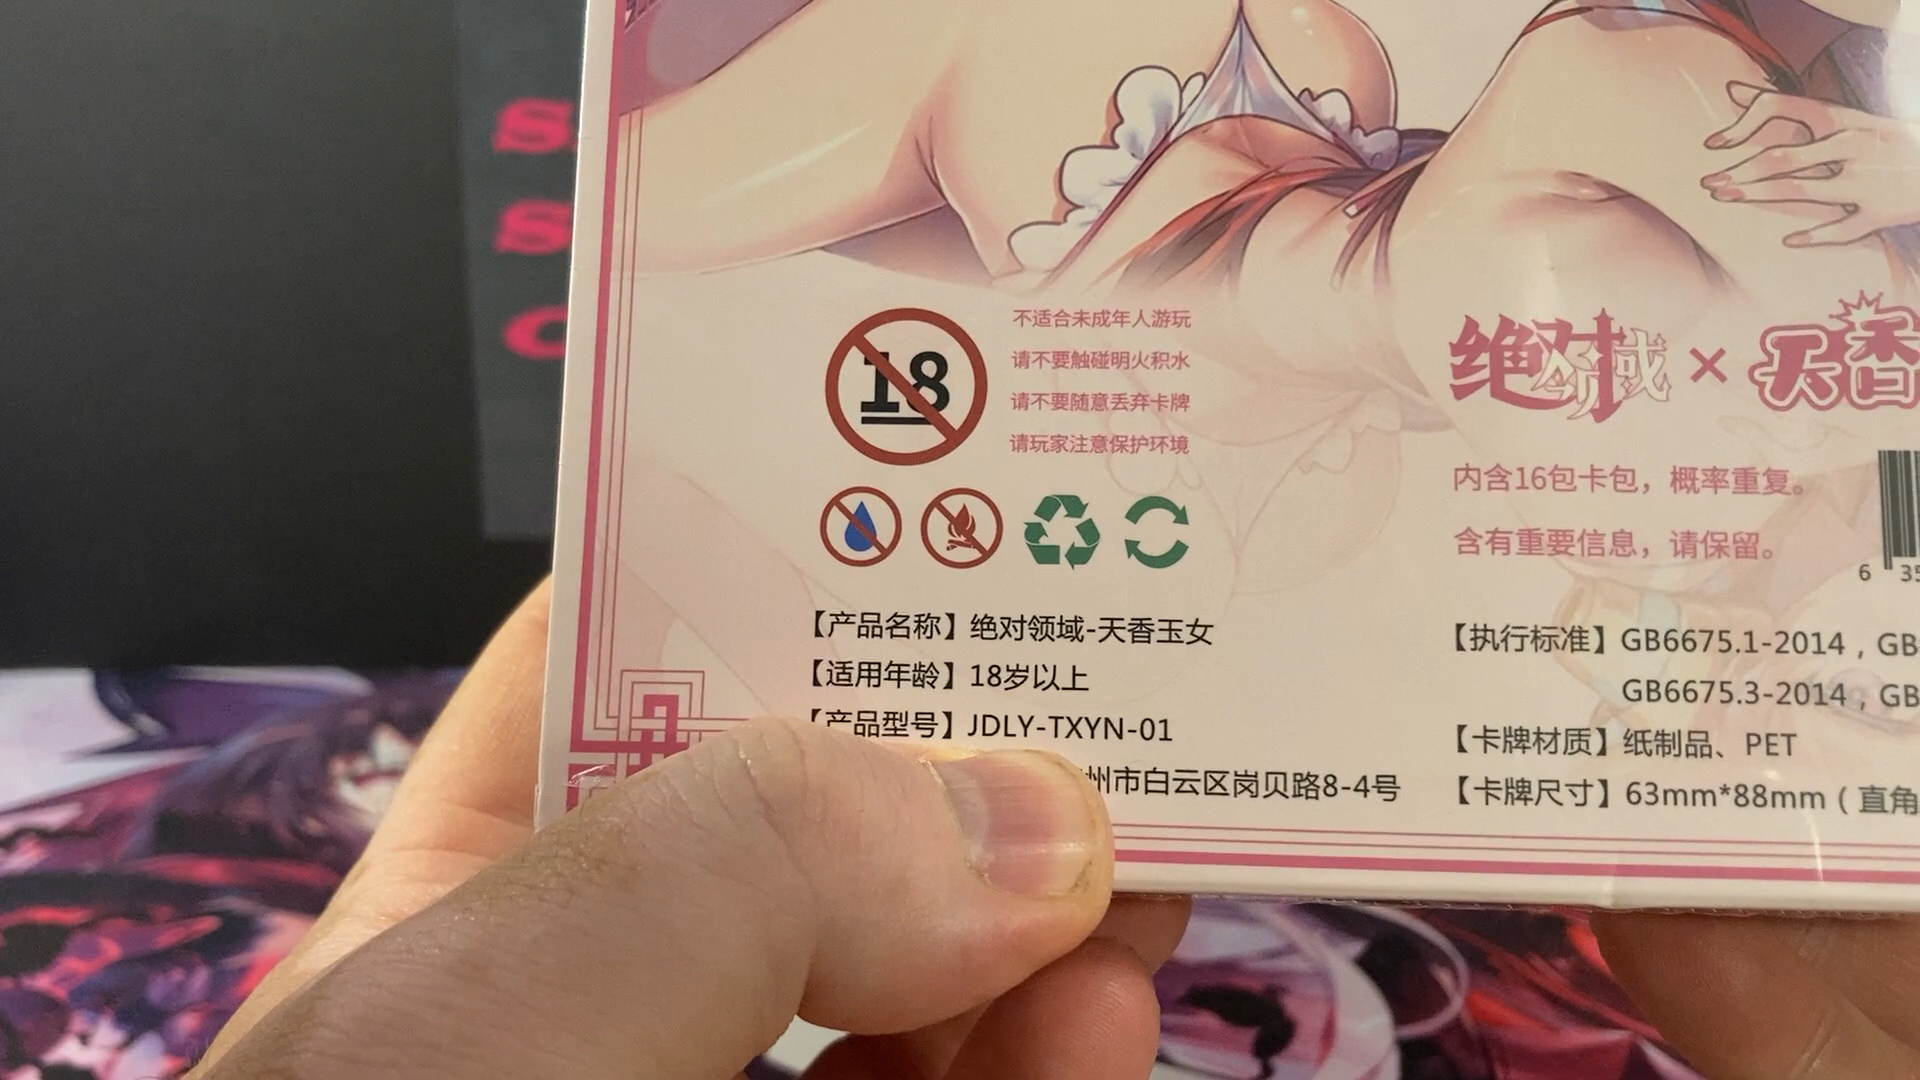 S
S
C
18
不适合未成年人游玩
请不要触碰明火积水
请不要随意丢弃卡牌
请玩家注意保护环境
绝对领域×天香
内含16包卡包，概率重复。
含有重要信息，请保留。
6 35
【产品名称】绝对领域-天香玉女
【适用年龄】18岁以上
【产品型号】JDLY-TXYN-01
州市白云区岗贝路8-4号
【执行标准】GB6675.1-2014，GB
GB6675.3-2014，GB
【卡牌材质】纸制品、PET
【卡牌尺寸】63mm*88mm（直角